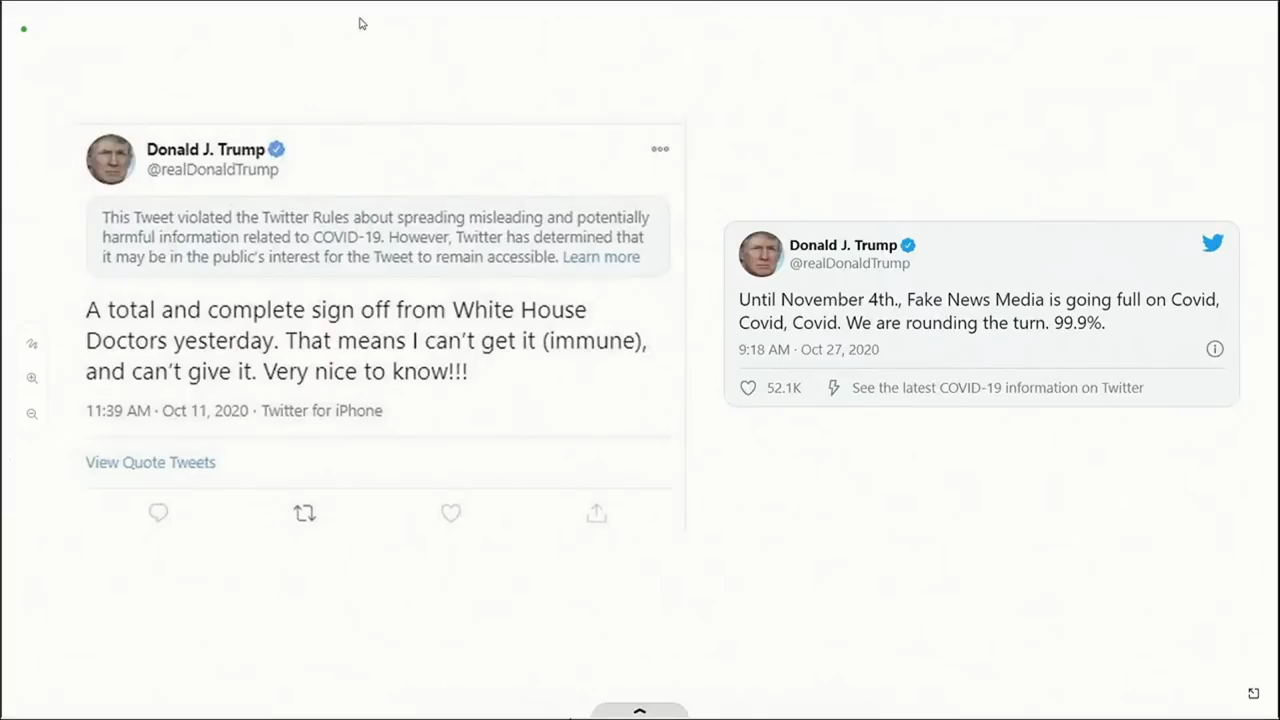 Donald J. Trump
@realDonaldTrump
This Tweet violated the Twitter Rules about spreading misleading and potentially
harmful information related to COVID-19. However, Twitter has determined that
it may be in the public's interest for the Tweet to remain accessible. Learn more
A total and complete sign off from White House
Doctors yesterday. That means I can't get it (immune),
and can't give it. Very nice to know!!!
11:39 AM · Oct 11, 2020 · Twitter for iPhone
View Quote Tweets
Donald J. Trump
@realDonaldTrump
Until November 4th., Fake News Media is going full on Covid,
Covid, Covid. We are rounding the turn. 99.9%.
9:18 AM · Oct 27, 2020
52.1K
See the latest COVID-19 information on Twitter